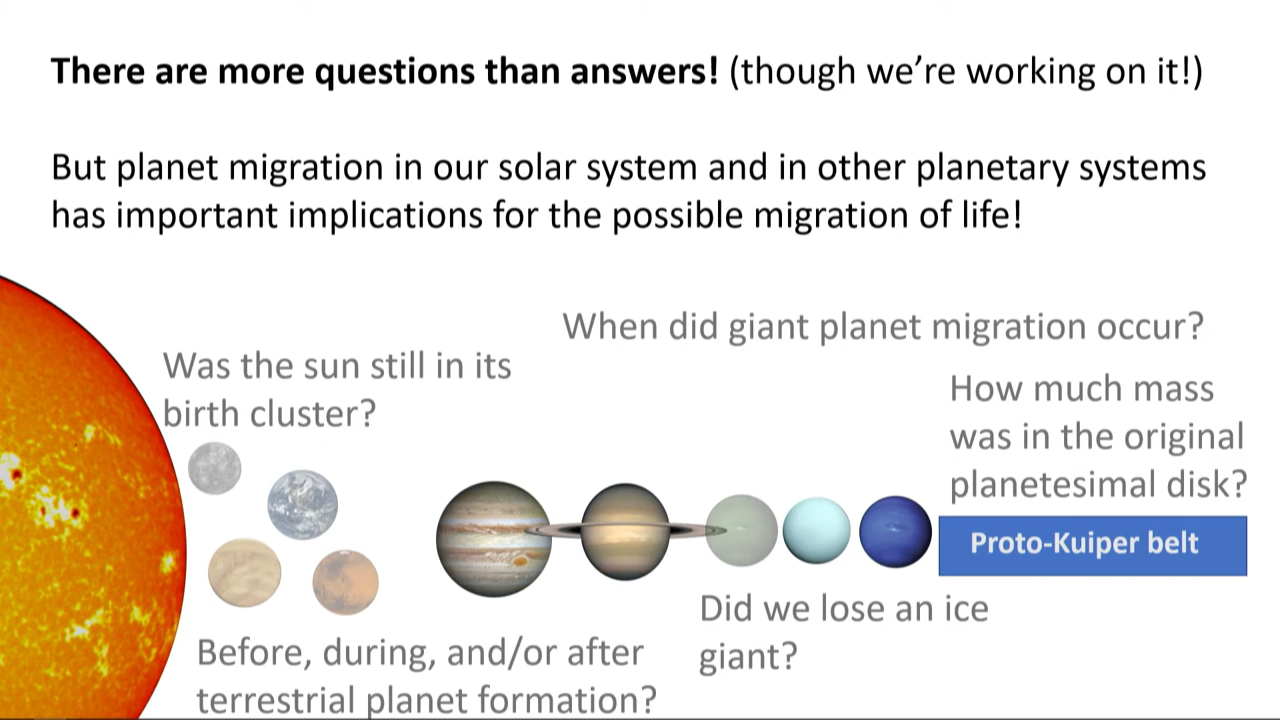 There are more questions than answers! (though we’re working on it!)
But planet migration in our solar system and in other planetary systems
has important implications for the possible migration of life!
When did giant planet migration occur?
Was the sun still in its
birth cluster?
How much mass
was in the original
planetesimal disk?
Proto-Kuiper belt
Did we lose an ice
giant?
Before, during, and/or after
terrestrial planet formation?